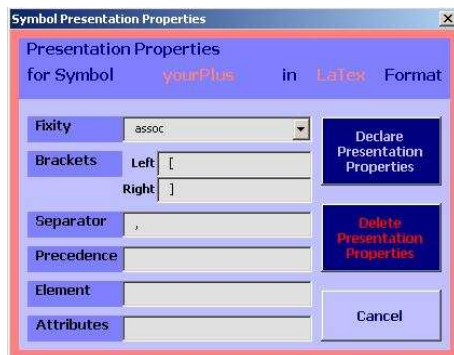 Symbol Presentation Properties
Presentation Properties
for Symbol yourPlus in LaTex Format
Fixity assoc
Declare
Presentation
Properties
Brackets Left [
Right ]
Separator ,
Delete
Presentation
Properties
Precedence
Element
Attributes
Cancel